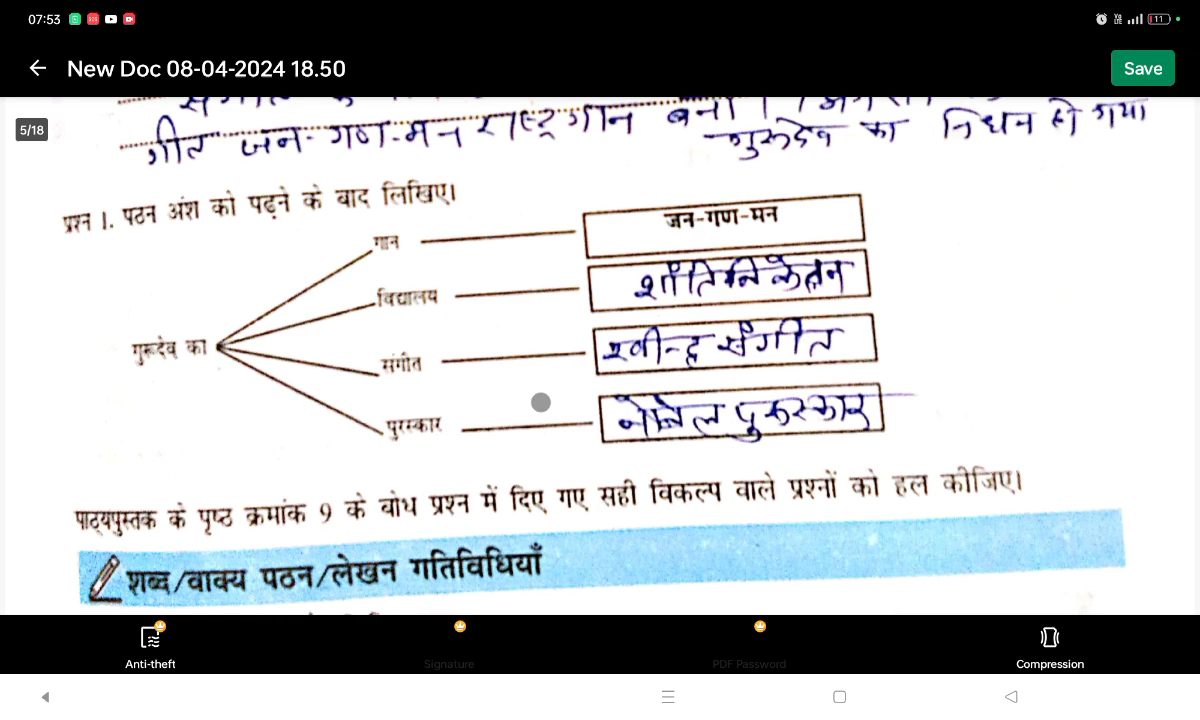 07:53
11
New Doc 08-04-2024 18.50
Save
5/18
गीत जन-गण-मन राष्ट्रगान बना।
गुरुदेव का निधन हो गया
प्रश्न 1. पठन अंश को पढ़ने के बाद लिखिए।
गान जन-गण-मन
विद्यालय शांतिनिकेतन
गुरूदेव का
संगीत रवीन्द्र संगीत
पुरस्कार नोबेल पुरूस्कार
पाठ्यपुस्तक के पृष्ठ क्रमांक 9 के बोध प्रश्न में दिए गए सही विकल्प वाले प्रश्नों को हल कीजिए।
शब्द/वाक्य पठन/लेखन गतिविधियाँ
Anti-theft
Signature
PDF Password
Compression